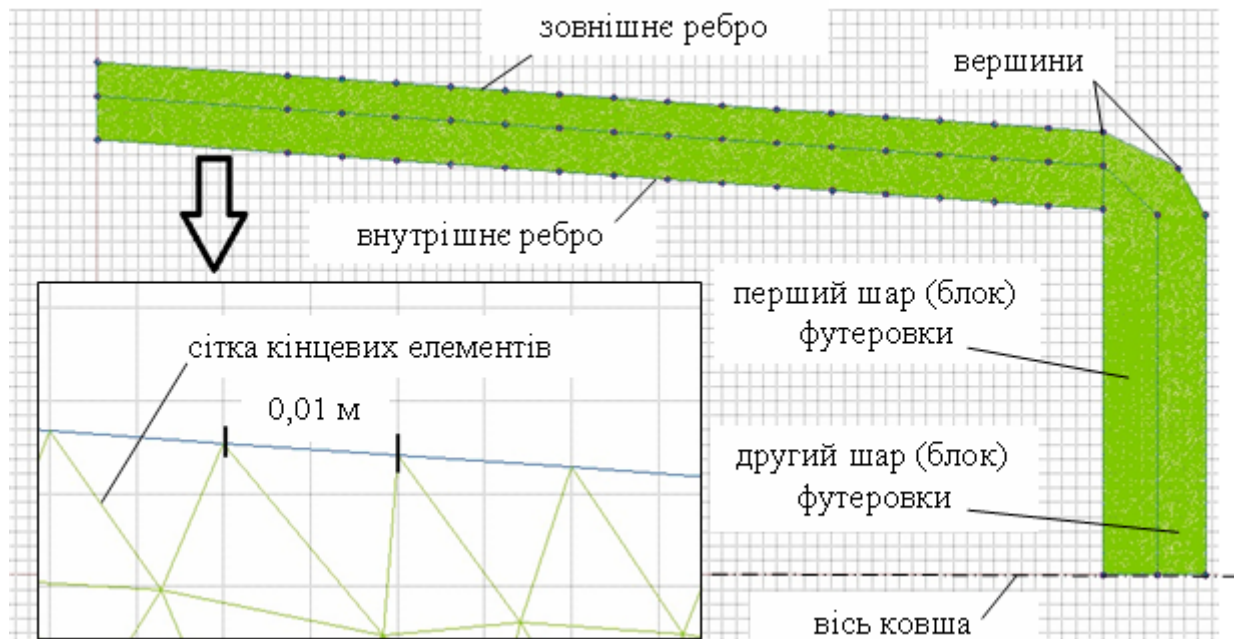 зовнішнє ребро
вершини
внутрішнє ребро
перший шар (блок)
футеровки
сітка кінцевих елементів
0,01 м
другий шар (блок)
футеровки
вісь ковша